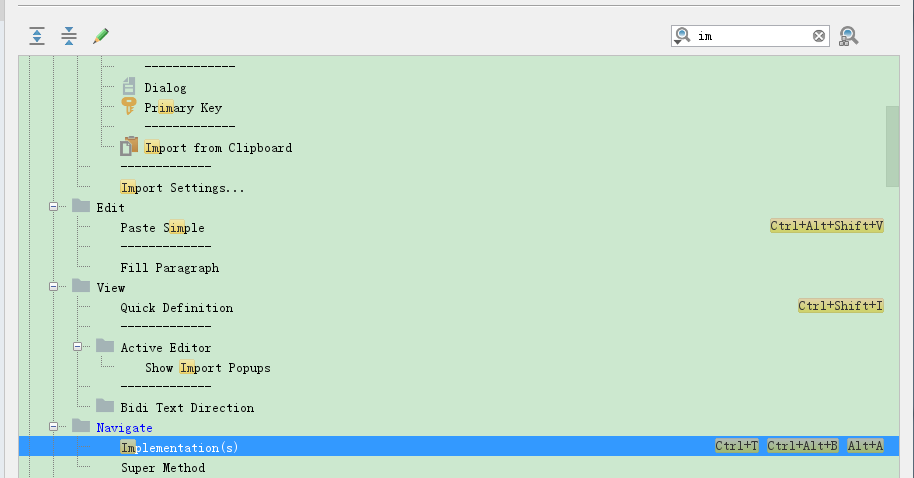 im
-------------
Dialog
Primary Key
-------------
Import from Clipboard
-------------
Import Settings...
Edit
Paste Simple Ctrl+Alt+Shift+V
-------------
Fill Paragraph
View
Quick Definition Ctrl+Shift+I
-------------
Active Editor
Show Import Popups
-------------
Bidi Text Direction
Navigate
Implementation(s) Ctrl+T Ctrl+Alt+B Alt+A
Super Method